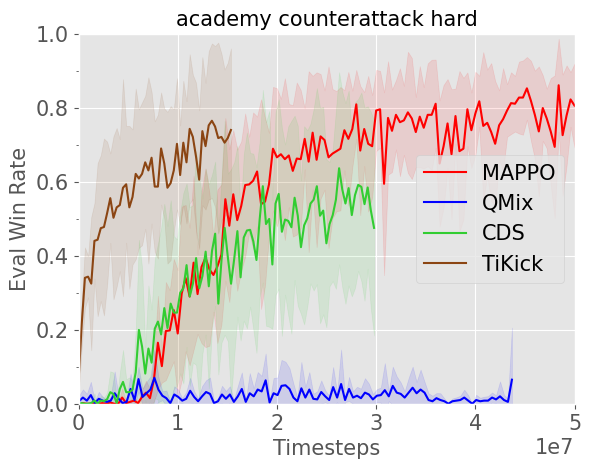 academy counterattack hard
Eval Win Rate
1.0
0.8
0.6
0.4
0.2
0.0
MAPPO
QMix
CDS
TiKick
0 1 2 3 4 5
Timesteps
1e7